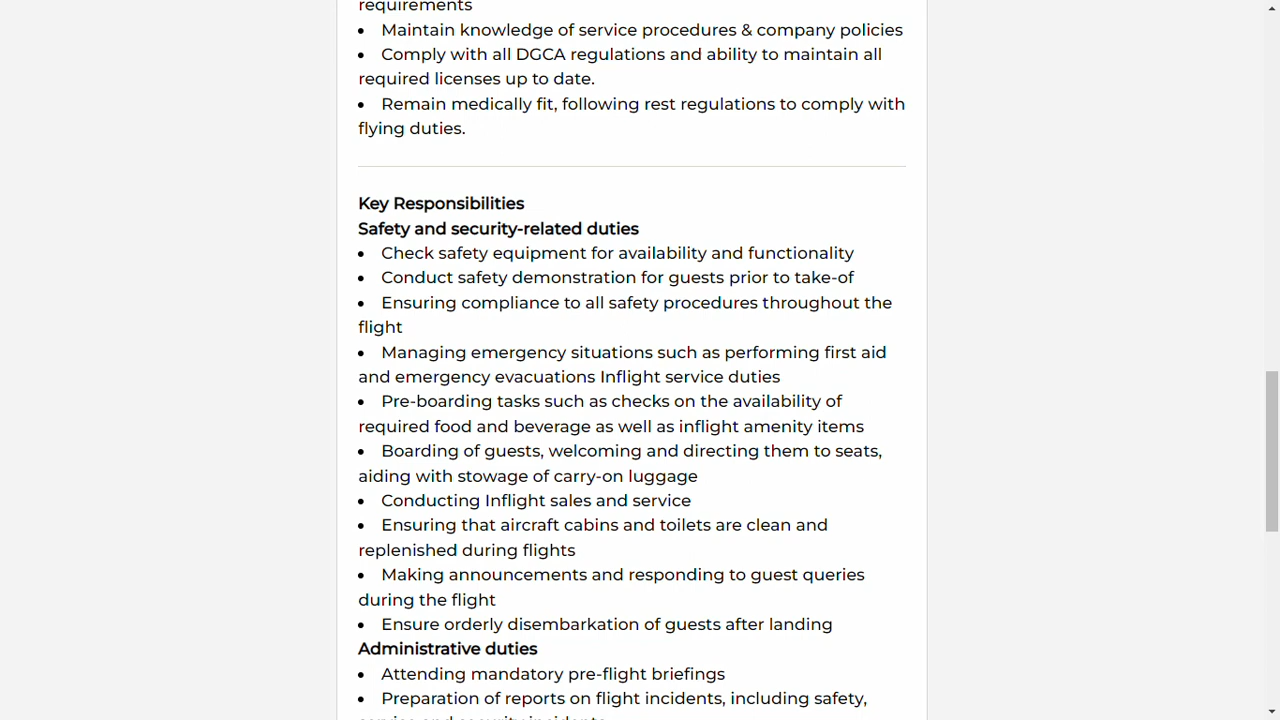 requirements
• Maintain knowledge of service procedures & company policies
• Comply with all DGCA regulations and ability to maintain all
required licenses up to date.
• Remain medically fit, following rest regulations to comply with
flying duties.
Key Responsibilities
Safety and security-related duties
• Check safety equipment for availability and functionality
• Conduct safety demonstration for guests prior to take-of
• Ensuring compliance to all safety procedures throughout the
flight
• Managing emergency situations such as performing first aid
and emergency evacuations Inflight service duties
• Pre-boarding tasks such as checks on the availability of
required food and beverage as well as inflight amenity items
• Boarding of guests, welcoming and directing them to seats,
aiding with stowage of carry-on luggage
• Conducting Inflight sales and service
• Ensuring that aircraft cabins and toilets are clean and
replenished during flights
• Making announcements and responding to guest queries
during the flight
• Ensure orderly disembarkation of guests after landing
Administrative duties
• Attending mandatory pre-flight briefings
• Preparation of reports on flight incidents, including safety,